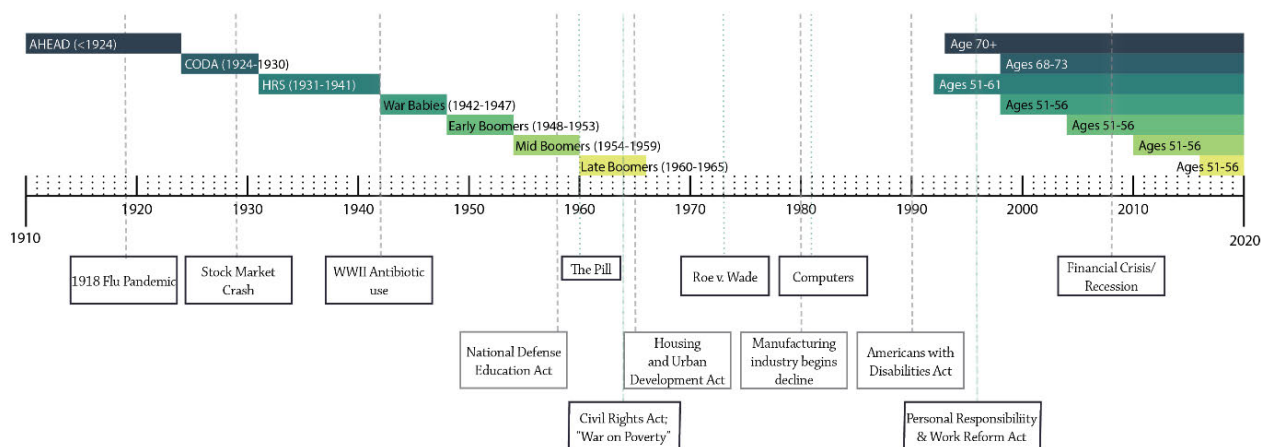 AHEAD (<1924)
Age 70+
CODA (1924-1930)
Ages 68-73
HRS (1931-1941)
Ages 51-61
War Babies (1942-1947)
Ages 51-56
Early Boomers (1948-1953)
Ages 51-56
Mid Boomers (1954-1959)
Ages 51-56
Late Boomers (1960-1965)
Ages 51-56
1920
1930
1940
1950
1960
1970
1980
1990
2000
2010
1910
2020
1918 Flu Pandemic
Stock Market
Crash
WWII Antibiotic
use
The Pill
Roe v. Wade
Computers
Financial Crisis/
Recession
National Defense
Education Act
Housing
and Urban
Development Act
Manufacturing
industry begins
decline
Americans with
Disabilities Act
Civil Rights Act;
"War on Poverty"
Personal Responsibiliity
& Work Reform Act